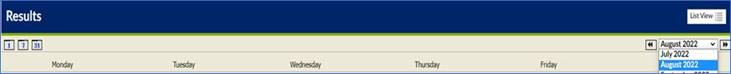 Results
List View
1 7 31
August 2022
July 2022
August 2022
Monday Tuesday Wednesday Thursday Friday